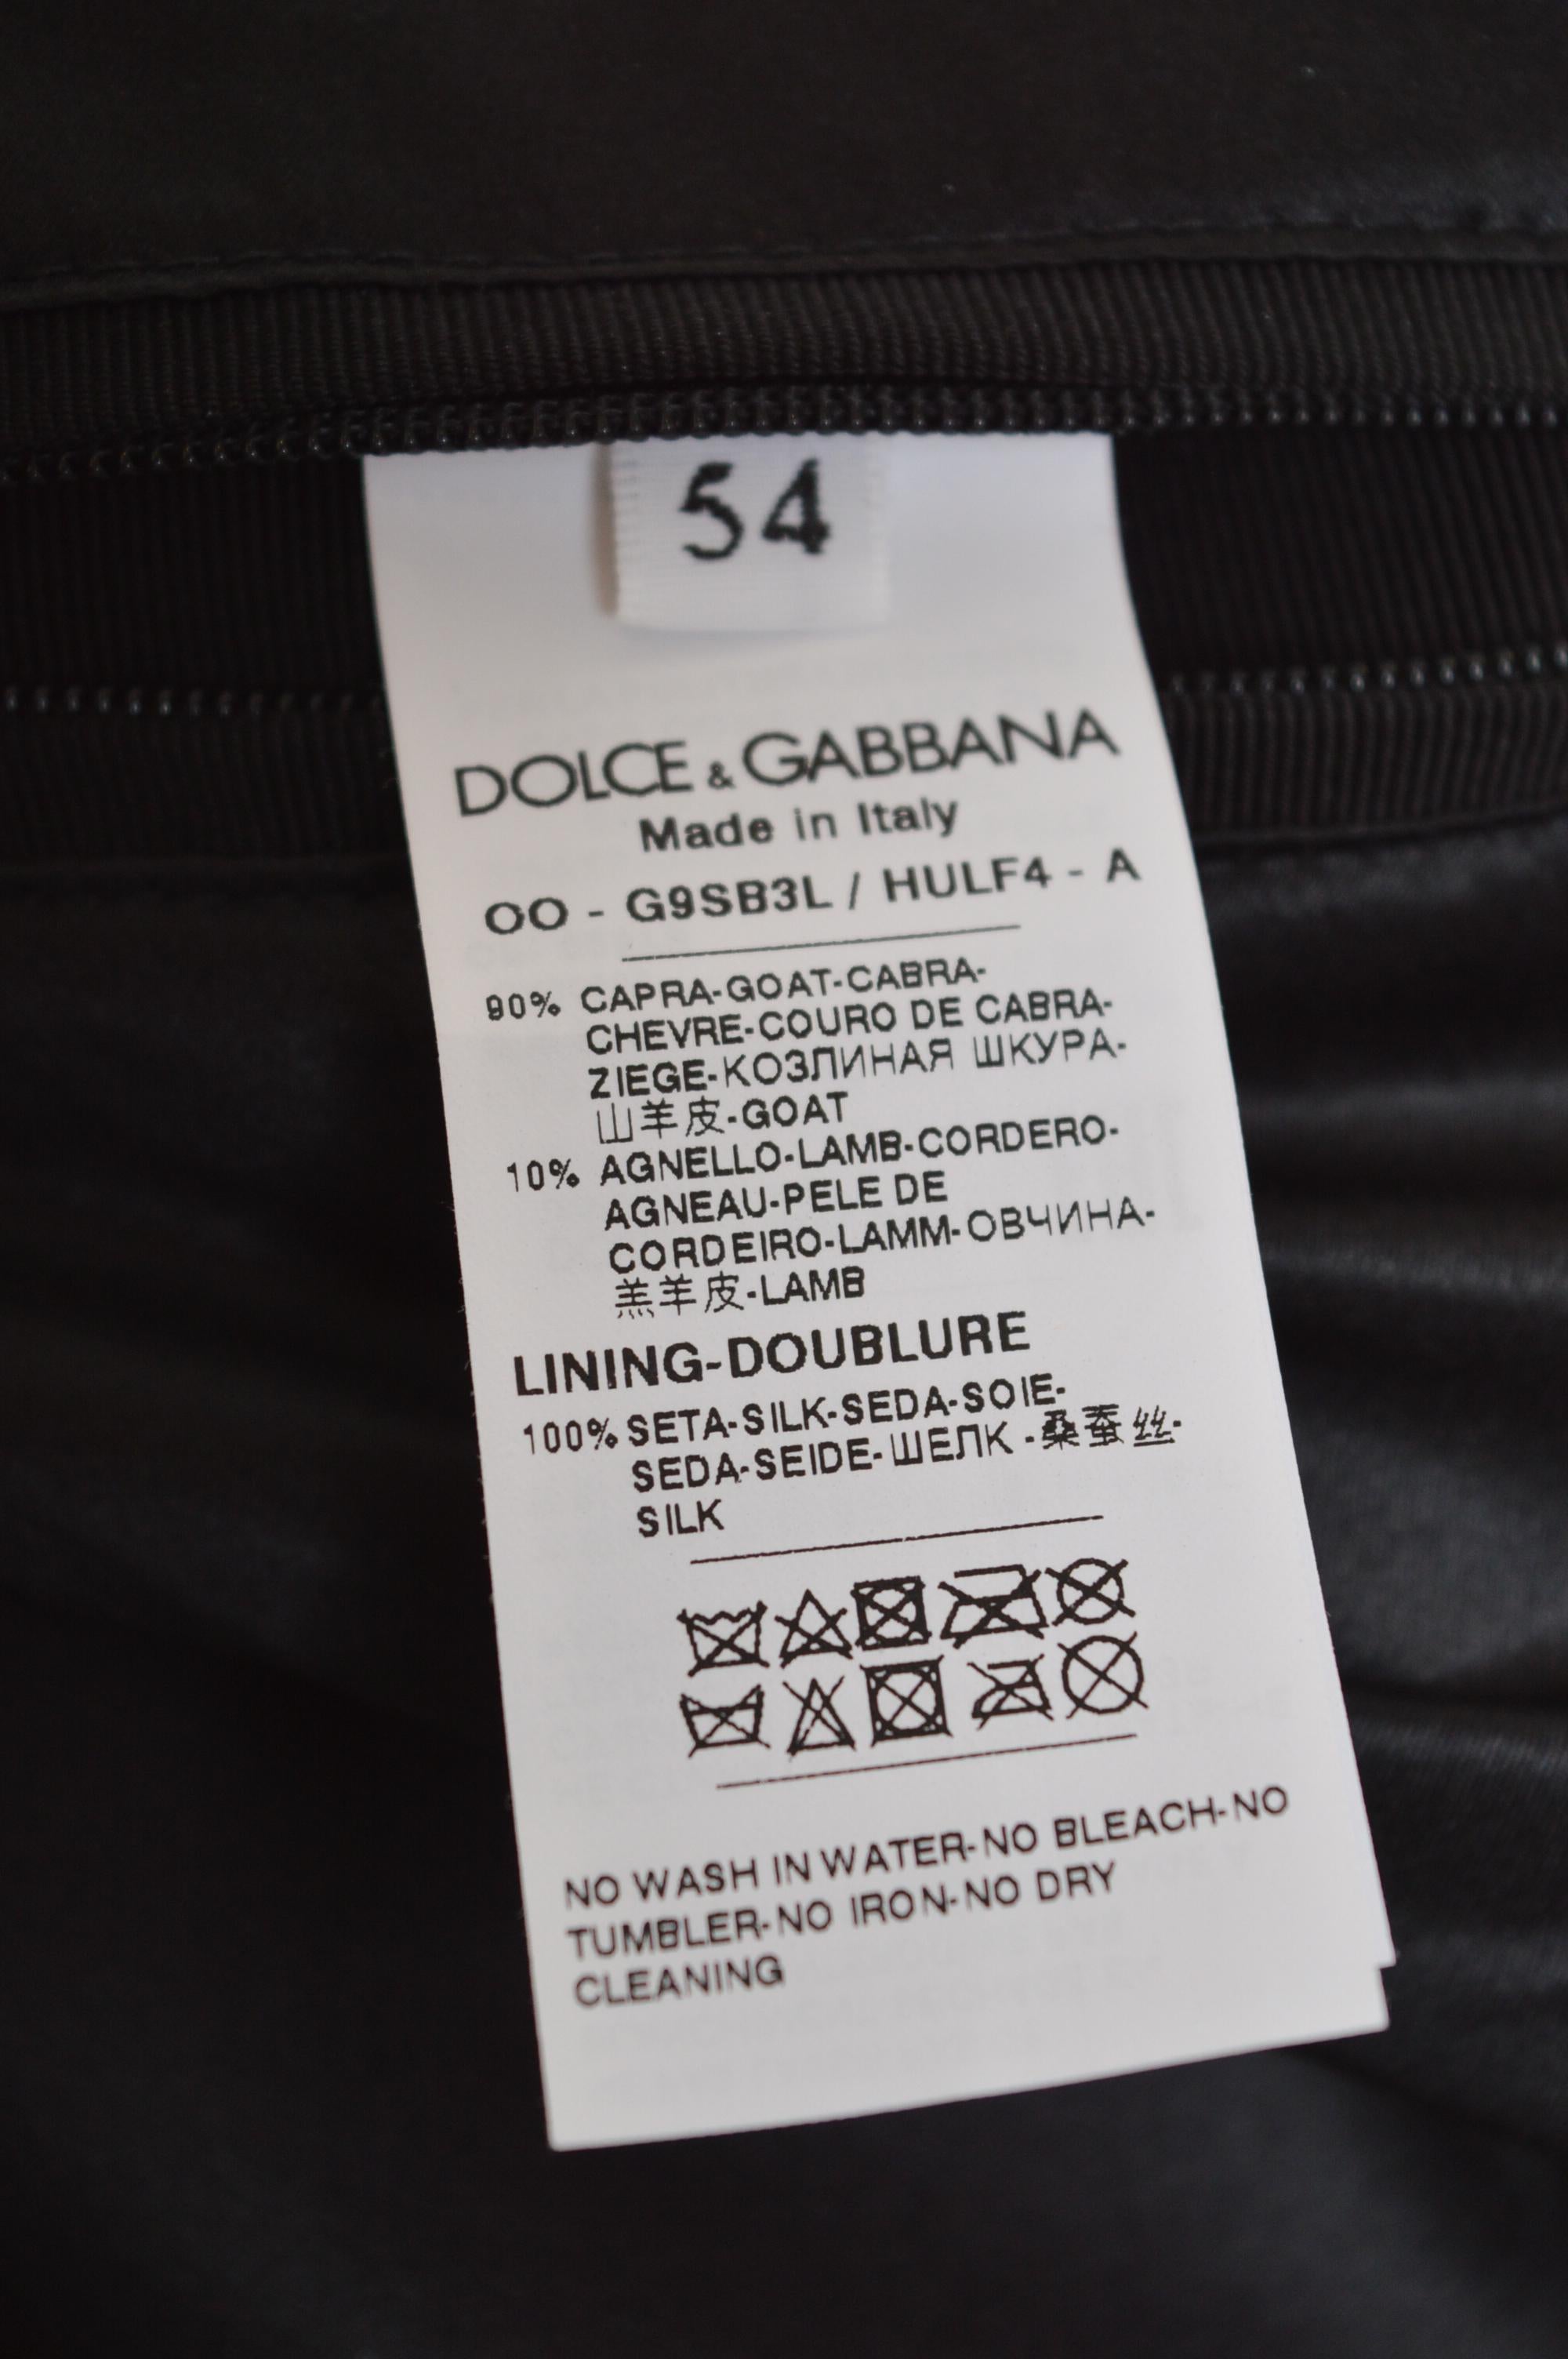 54
DOLCE & GABBANA
Made in Italy
OO - G9SB3L / HULF4 - A
90% CAPRA-GOAT-CABRA-
CHEVRE-COURO DE CABRA-
ZIEGE-КОЗЛИНАЯ ШКУРА-
山羊皮-GOAT
10% AGNELLO-LAMB-CORDERO-
AGNEAU-PELE DE
CORDEIRO-LAMM-ОВЧИНА-
羔羊皮-LAMB
LINING-DOUBLURE
100% SETA-SILK-SEDA-SOIE-
SEDA-SEIDE-ШЕЛК-桑蚕丝-
SILK
NO WASH IN WATER-NO BLEACH-NO
TUMBLER-NO IRON-NO DRY
CLEANING